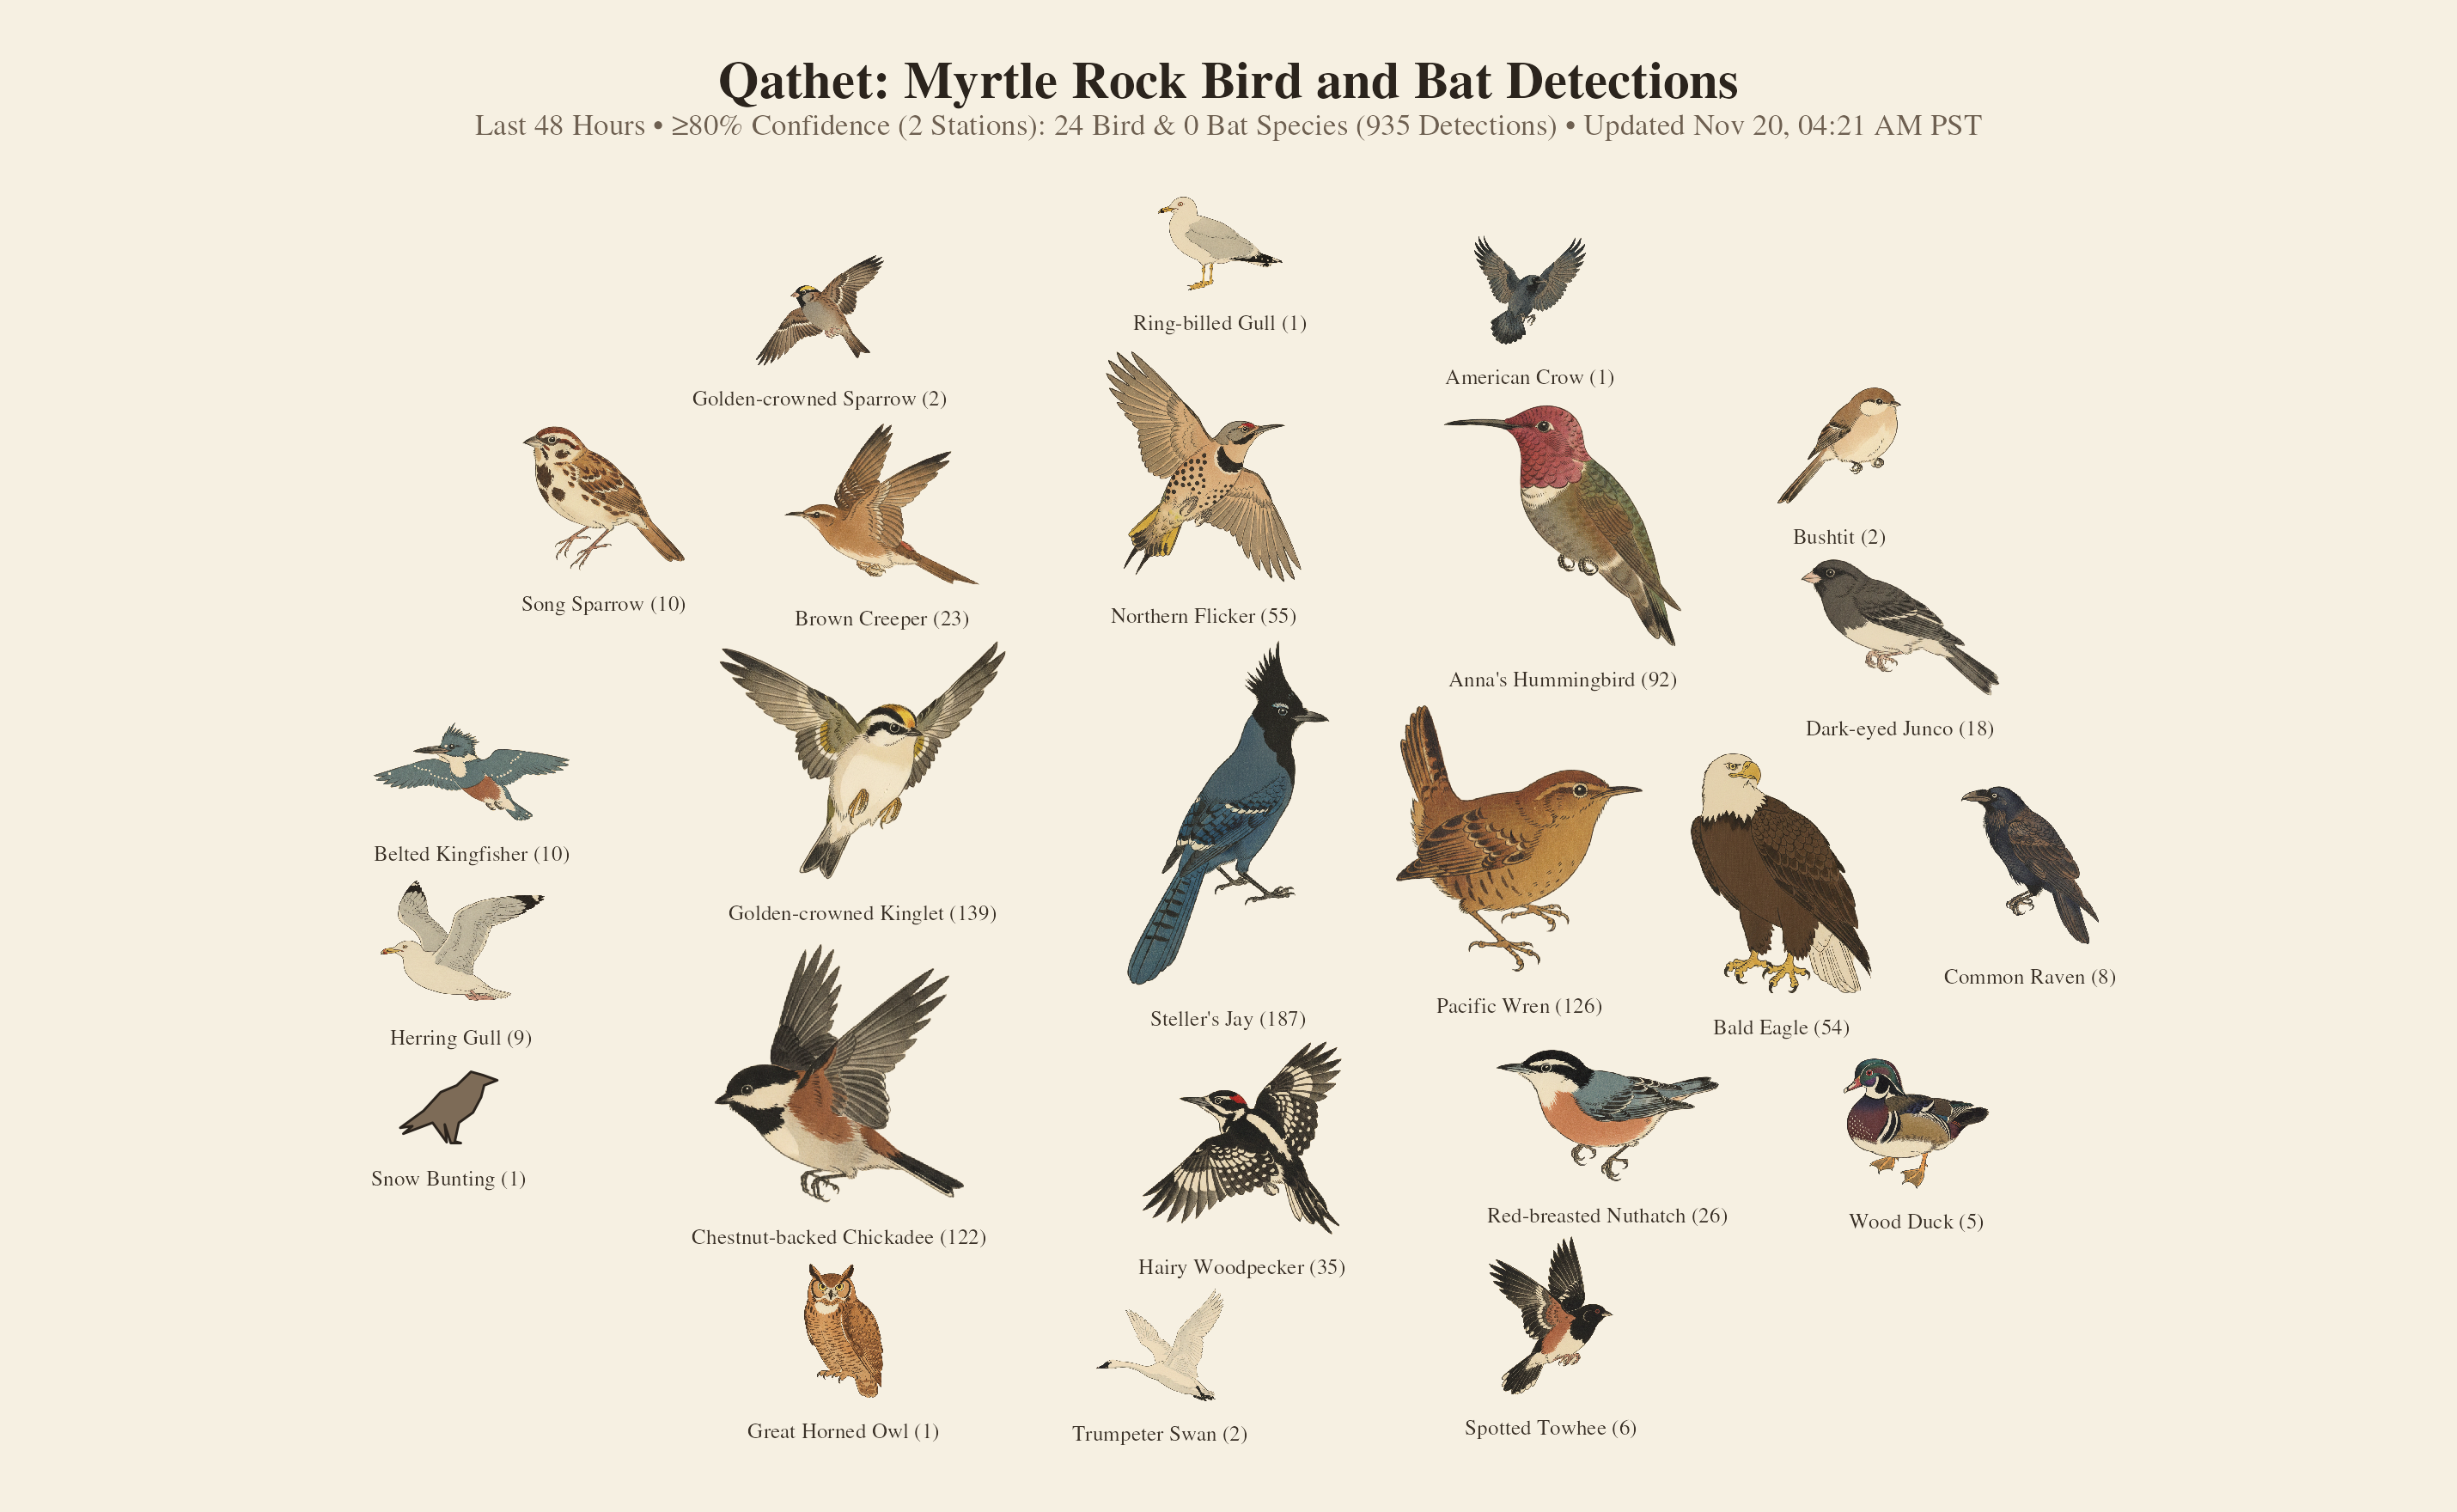 Qathet: Myrtle Rock Bird and Bat Detections
Last 48 Hours • ≥80% Confidence (2 Stations): 24 Bird & 0 Bat Species (935 Detections) • Updated Nov 20, 04:21 AM PST
Ring-billed Gull (1)
American Crow (1)
Golden-crowned Sparrow (2)
Bushtit (2)
Song Sparrow (10)
Brown Creeper (23)
Northern Flicker (55)
Anna's Hummingbird (92)
Dark-eyed Junco (18)
Belted Kingfisher (10)
Golden-crowned Kinglet (139)
Steller's Jay (187)
Pacific Wren (126)
Bald Eagle (54)
Common Raven (8)
Herring Gull (9)
Snow Bunting (1)
Chestnut-backed Chickadee (122)
Hairy Woodpecker (35)
Red-breasted Nuthatch (26)
Wood Duck (5)
Great Horned Owl (1)
Trumpeter Swan (2)
Spotted Towhee (6)